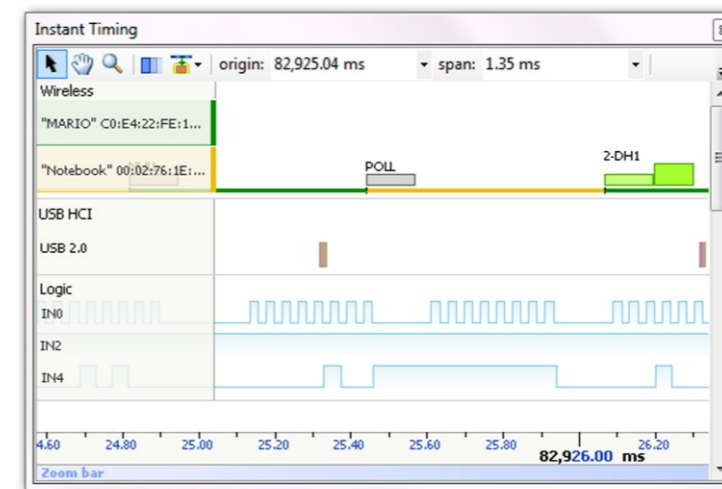 Instant Timing
origin: 82,925.04 ms span: 1.35 ms
Wireless
"MARIO" C0:E4:22:FE:1...
"Notebook" 00:02:76:1E:...
POLL
2-DH1
USB HCI
USB 2.0
Logic
IN0
IN2
IN4
4.60 24.80 25.00 25.20 25.40 25.60 25.80 26.20
82,926.00 ms
Zoom bar